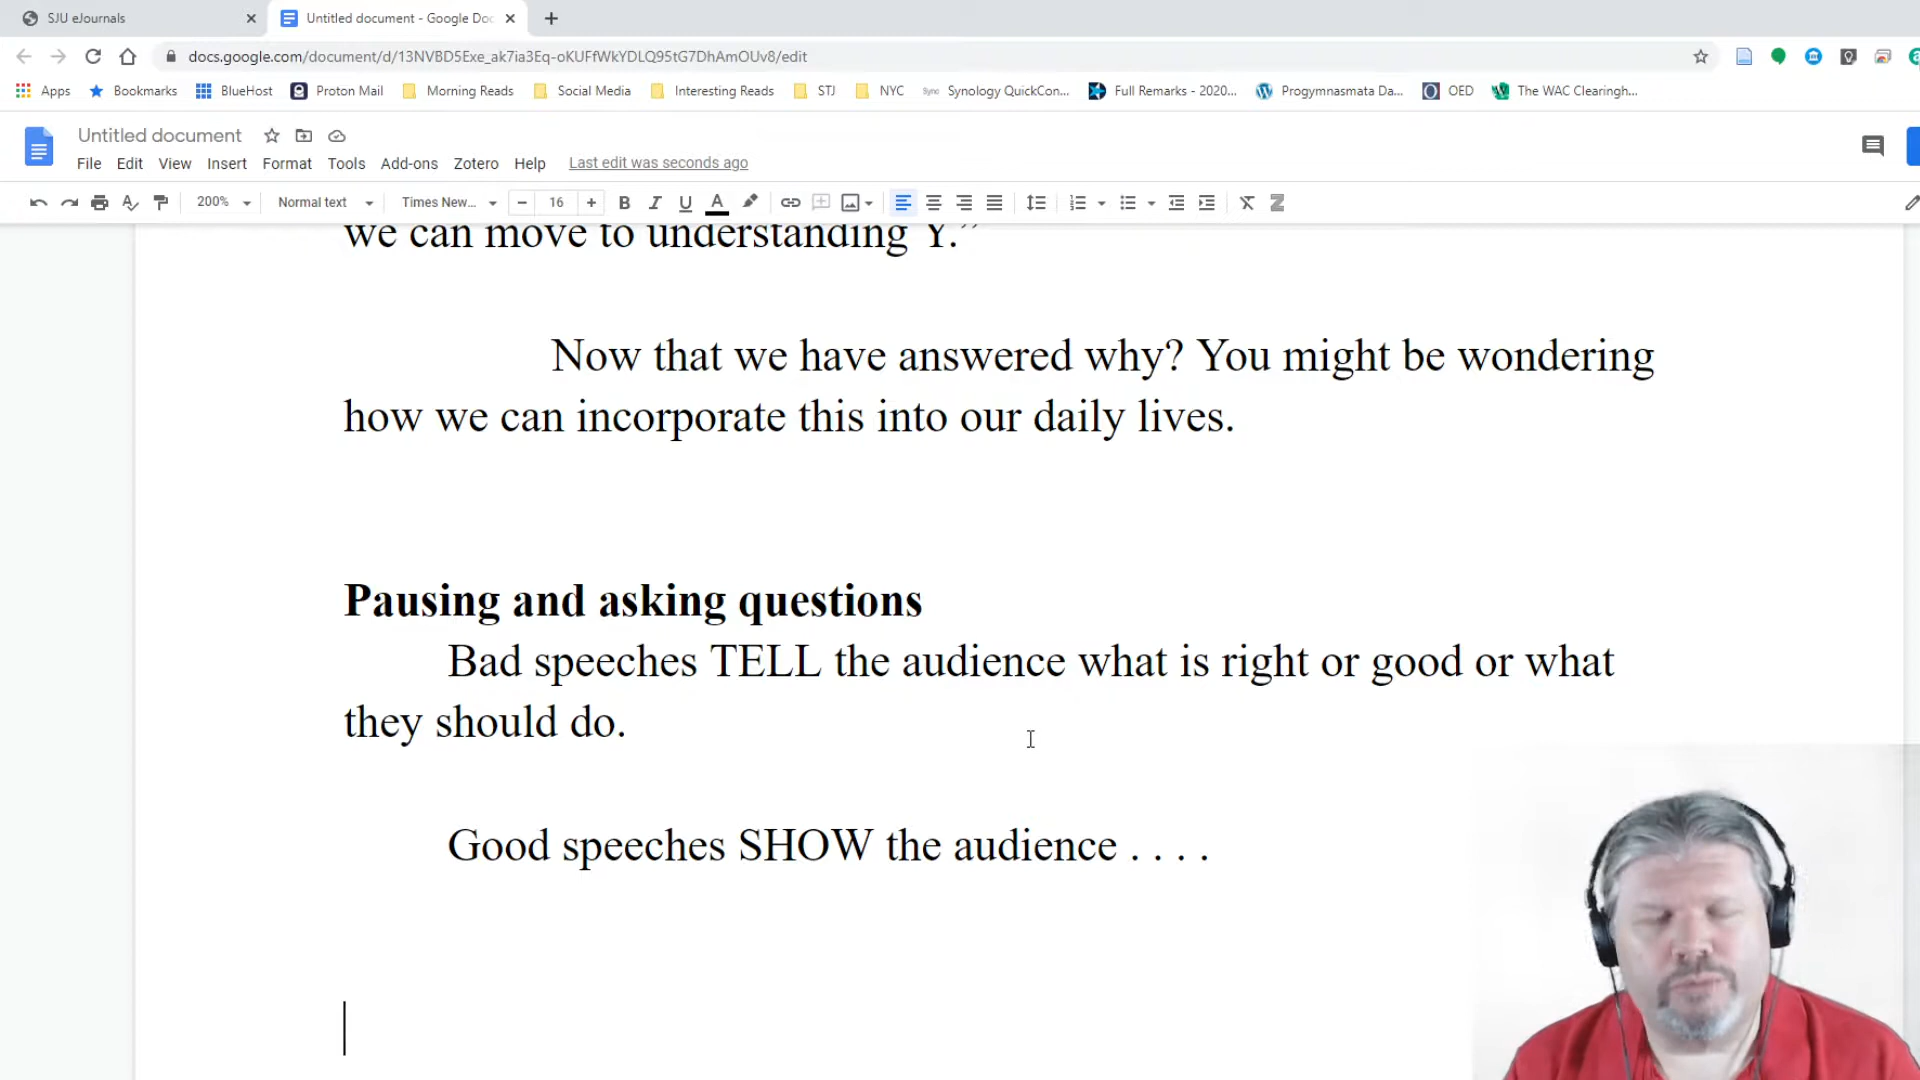 SJU eJournals
Untitled document - Google Doc
docs.google.com/document/d/13NVBD5Exe_ak7ia3Eq-oKUFfWkYDLQ95tG7DhAmOUv8/edit
Apps Bookmarks BlueHost Proton Mail Morning Reads Social Media Interesting Reads STJ NYC Sync Synology QuickCon... Full Remarks - 2020... Progymnasmata Da... OED The WAC Clearingh...
Untitled document
File Edit View Insert Format Tools Add-ons Zotero Help Last edit was seconds ago
200% Normal text Times New... 16 B I U A
we can move to understanding Y.”
Now that we have answered why? You might be wondering
how we can incorporate this into our daily lives.
Pausing and asking questions
Bad speeches TELL the audience what is right or good or what
they should do.
Good speeches SHOW the audience . . . .